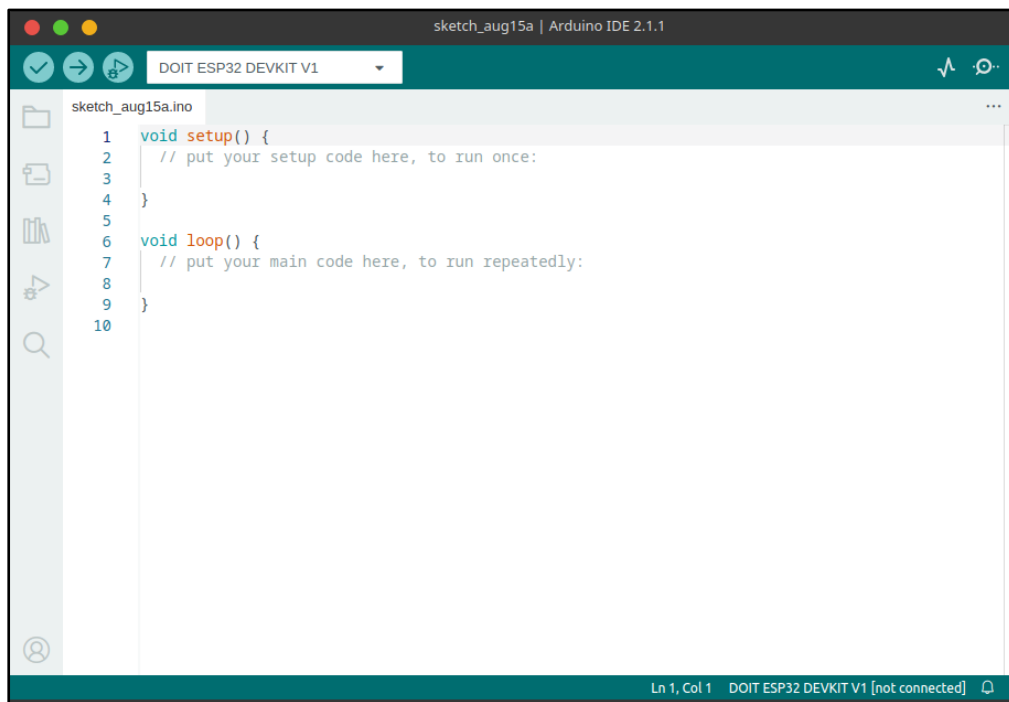 sketch_aug15a | Arduino IDE 2.1.1
DOIT ESP32 DEVKIT V1
sketch_aug15a.ino
1 void setup() {
2   // put your setup code here, to run once:
3
4 }
5
6 void loop() {
7   // put your main code here, to run repeatedly:
8
9 }
10
Ln 1, Col 1 DOIT ESP32 DEVKIT V1 [not connected]